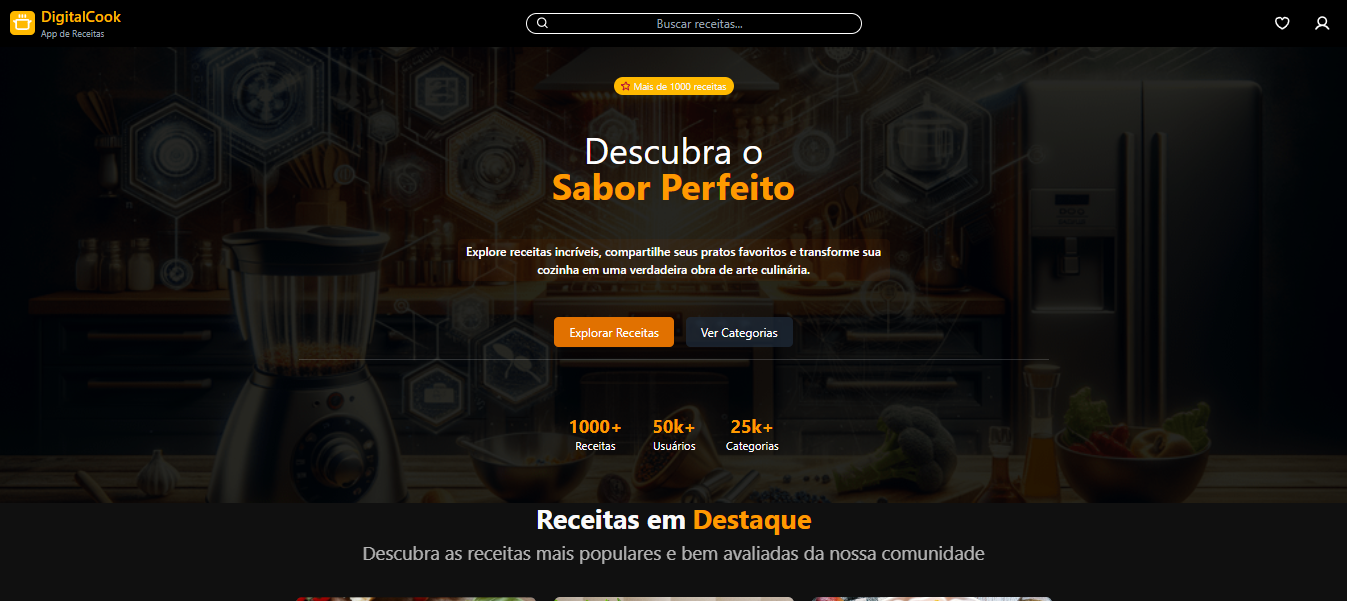 DigitalCook
App de Receitas
Buscar receitas...
Mais de 1000 receitas
Descubra o
Sabor Perfeito
Explore receitas incríveis, compartilhe seus pratos favoritos e transforme sua
cozinha em uma verdadeira obra de arte culinária.
Explorar Receitas
Ver Categorias
1000+
50k+
25k+
Receitas
Usuários
Categorias
Receitas em Destaque
Descubra as receitas mais populares e bem avaliadas da nossa comunidade